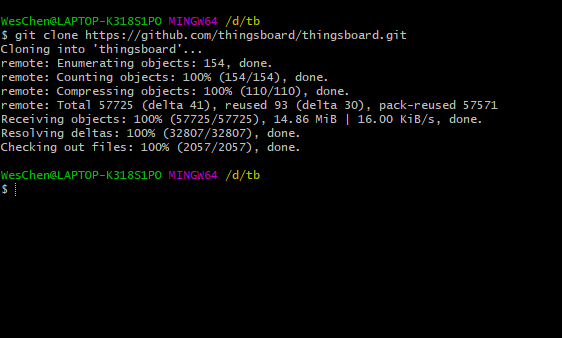 WesChen@LAPTOP-K318S1PO MINGW64 /d/tb
$ git clone https://github.com/thingsboard/thingsboard.git
Cloning into 'thingsboard'...
remote: Enumerating objects: 154, done.
remote: Counting objects: 100% (154/154), done.
remote: Compressing objects: 100% (110/110), done.
remote: Total 57725 (delta 41), reused 93 (delta 30), pack-reused 57571
Receiving objects: 100% (57725/57725), 14.86 MiB | 16.00 KiB/s, done.
Resolving deltas: 100% (32807/32807), done.
Checking out files: 100% (2057/2057), done.
WesChen@LAPTOP-K318S1PO MINGW64 /d/tb
$